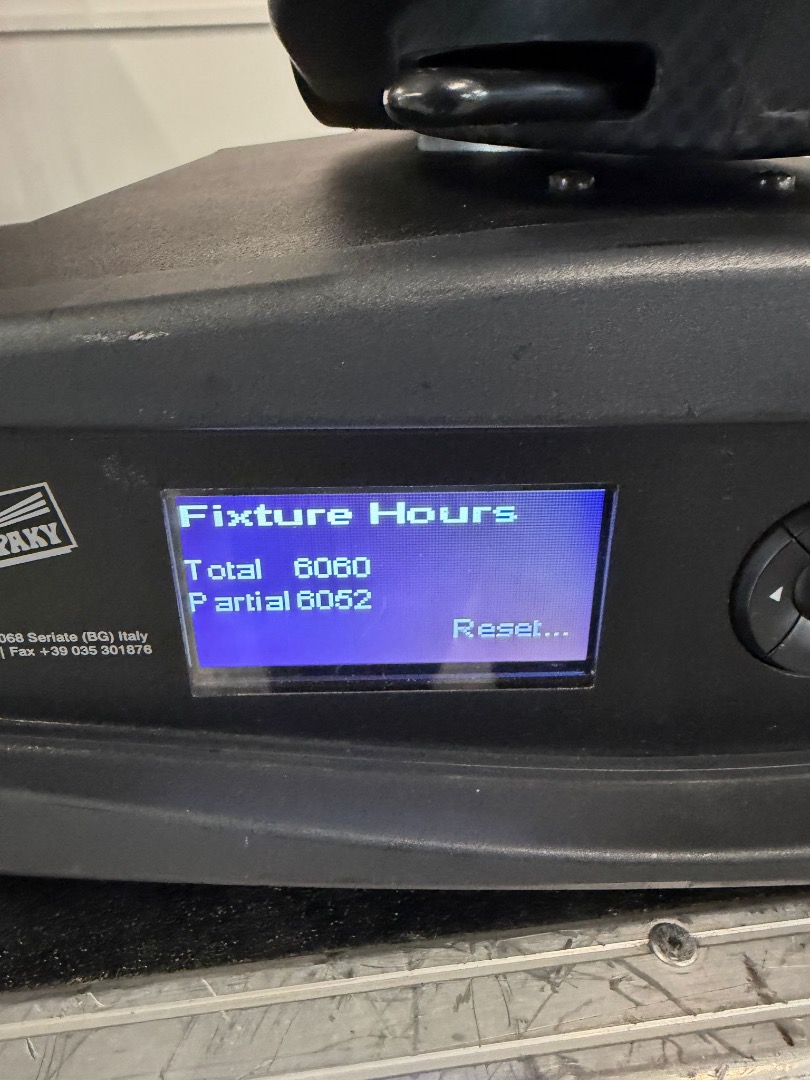 Fixture Hours
Total 6060
Partial 6052
Reset...
PAKY
068 Seriate (BG) Italy
| Fax +39 035 301876